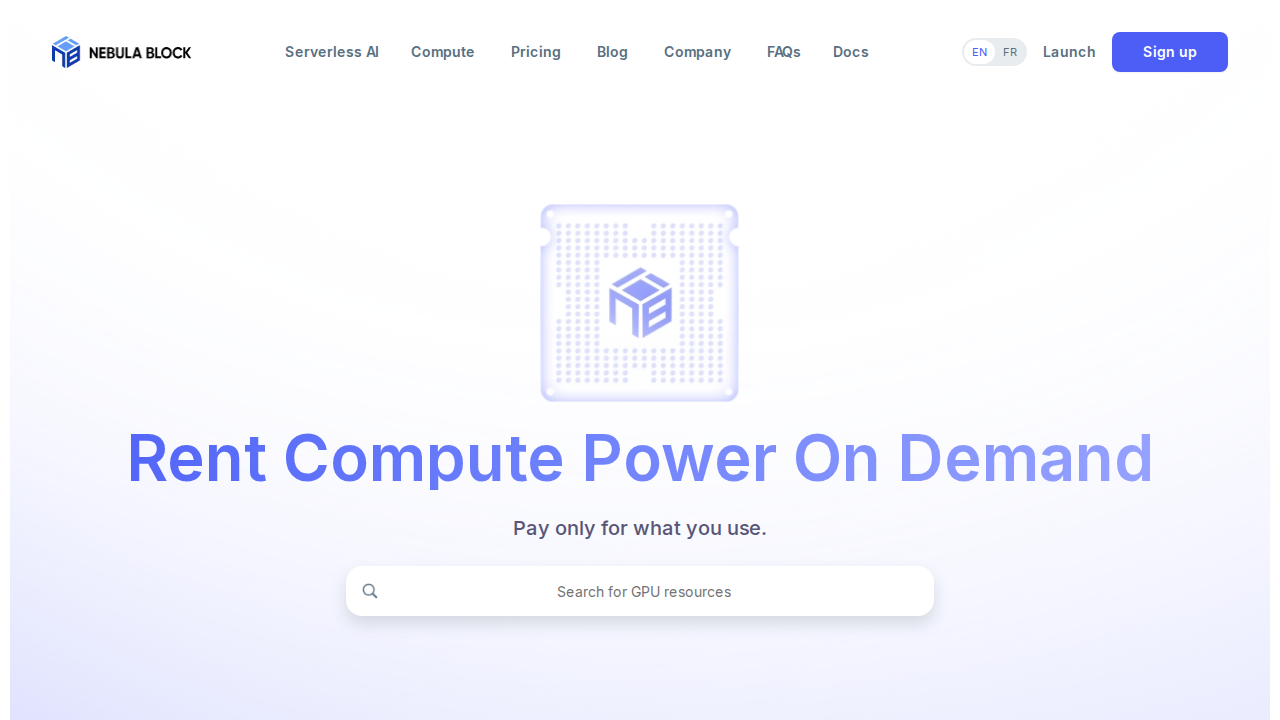 NEBULA BLOCK
Serverless AI
Compute
Pricing
Blog
Company
FAQs
Docs
EN
FR
Launch
Sign up
Rent Compute Power On Demand
Pay only for what you use.
Search for GPU resources